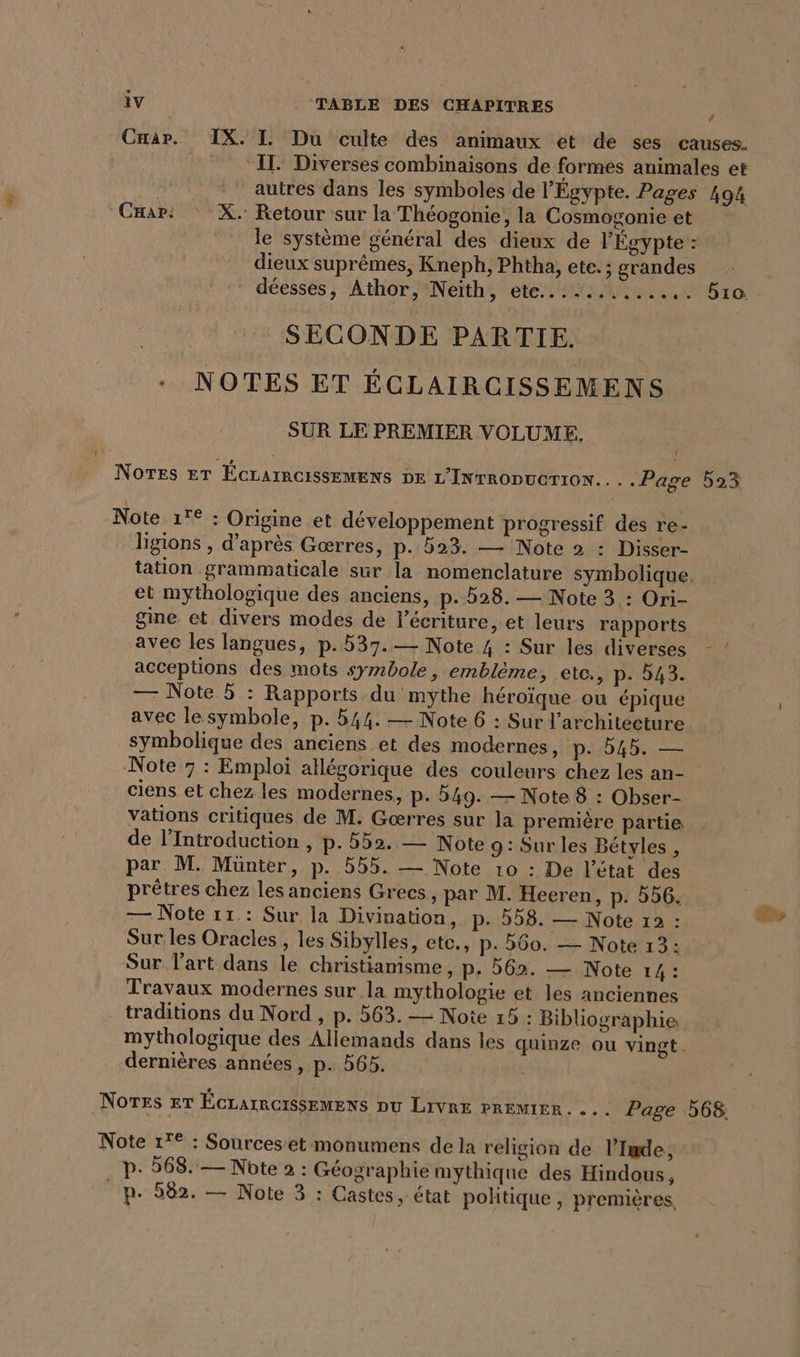 iv TABLE DES CHAPITRES
CHAP. IX. I. Du culte des animaux et de ses causes.
II. Diverses combinaisons de formes animales et
autres dans les symboles de l'Égypte. Pages 494
CHAP. X. Retour sur la Théogonie, la Cosmogonie et
le système général des dieux de l'Égypte :
dieux suprêmes, Kneph, Phtha, etc.; grandes
déesses, Athor, Neith, etc.............. 510.
SECONDE PARTIE.
NOTES ET ÉCLAIRCISSEMENS
SUR LE PREMIER VOLUME.
NOTES ET ÉCLAIRCISSEMENS DE L'INTRODUCTION.... Page 523
Note 1re : Origine et développement progressif des re-
ligions, d'après Gœrres, p. 523. — Note 2 : Disser-
tation grammaticale sur la nomenclature symbolique
et mythologique des anciens, p. 528. — Note 3 : Ori-
gine et divers modes de l'écriture, et leurs rapports
avec les langues, p. 537. — Note 4 : Sur les diverses
acceptions des mots symbole, emblème, etc., p. 543.
— Note 5 : Rapports du mythe héroïque ou épique
avec le symbole, p. 544. — Note 6 : Sur l'architecture
symbolique des anciens et des modernes, p. 545. —
Note 7 : Emploi allégorique des couleurs chez les an-
ciens et chez les modernes, p. 549. — Note 8 : Obser-
vations critiques de M. Gœrres sur la première partie
de l'Introduction, p. 552. — Note 9 : Sur les Bétyles,
par M. Münter, p. 555. — Note 10 : De l'état des
prêtres chez les anciens Grecs, par M. Heeren, p. 556.
— Note 11 : Sur la Divination, p. 558. — Note 12 :
Sur les Oracles, les Sibylles, etc., p. 560. — Note 13 :
Sur l'art dans le christianisme, p. 562. — Note 14 :
Travaux modernes sur la mythologie et les anciennes
traditions du Nord, p. 563. — Note 15 : Bibliographie
mythologique des Allemands dans les quinze ou vingt
dernières années, p. 565.
NOTES ET ÉCLAIRCISSEMENS DU LIVRE PREMIER.... Page 568
Note 1re : Sources et monumens de la religion de l'Inde,
p. 568. — Note 2 : Géographie mythique des Hindous,
p. 582. — Note 3 : Castes, état politique, premières